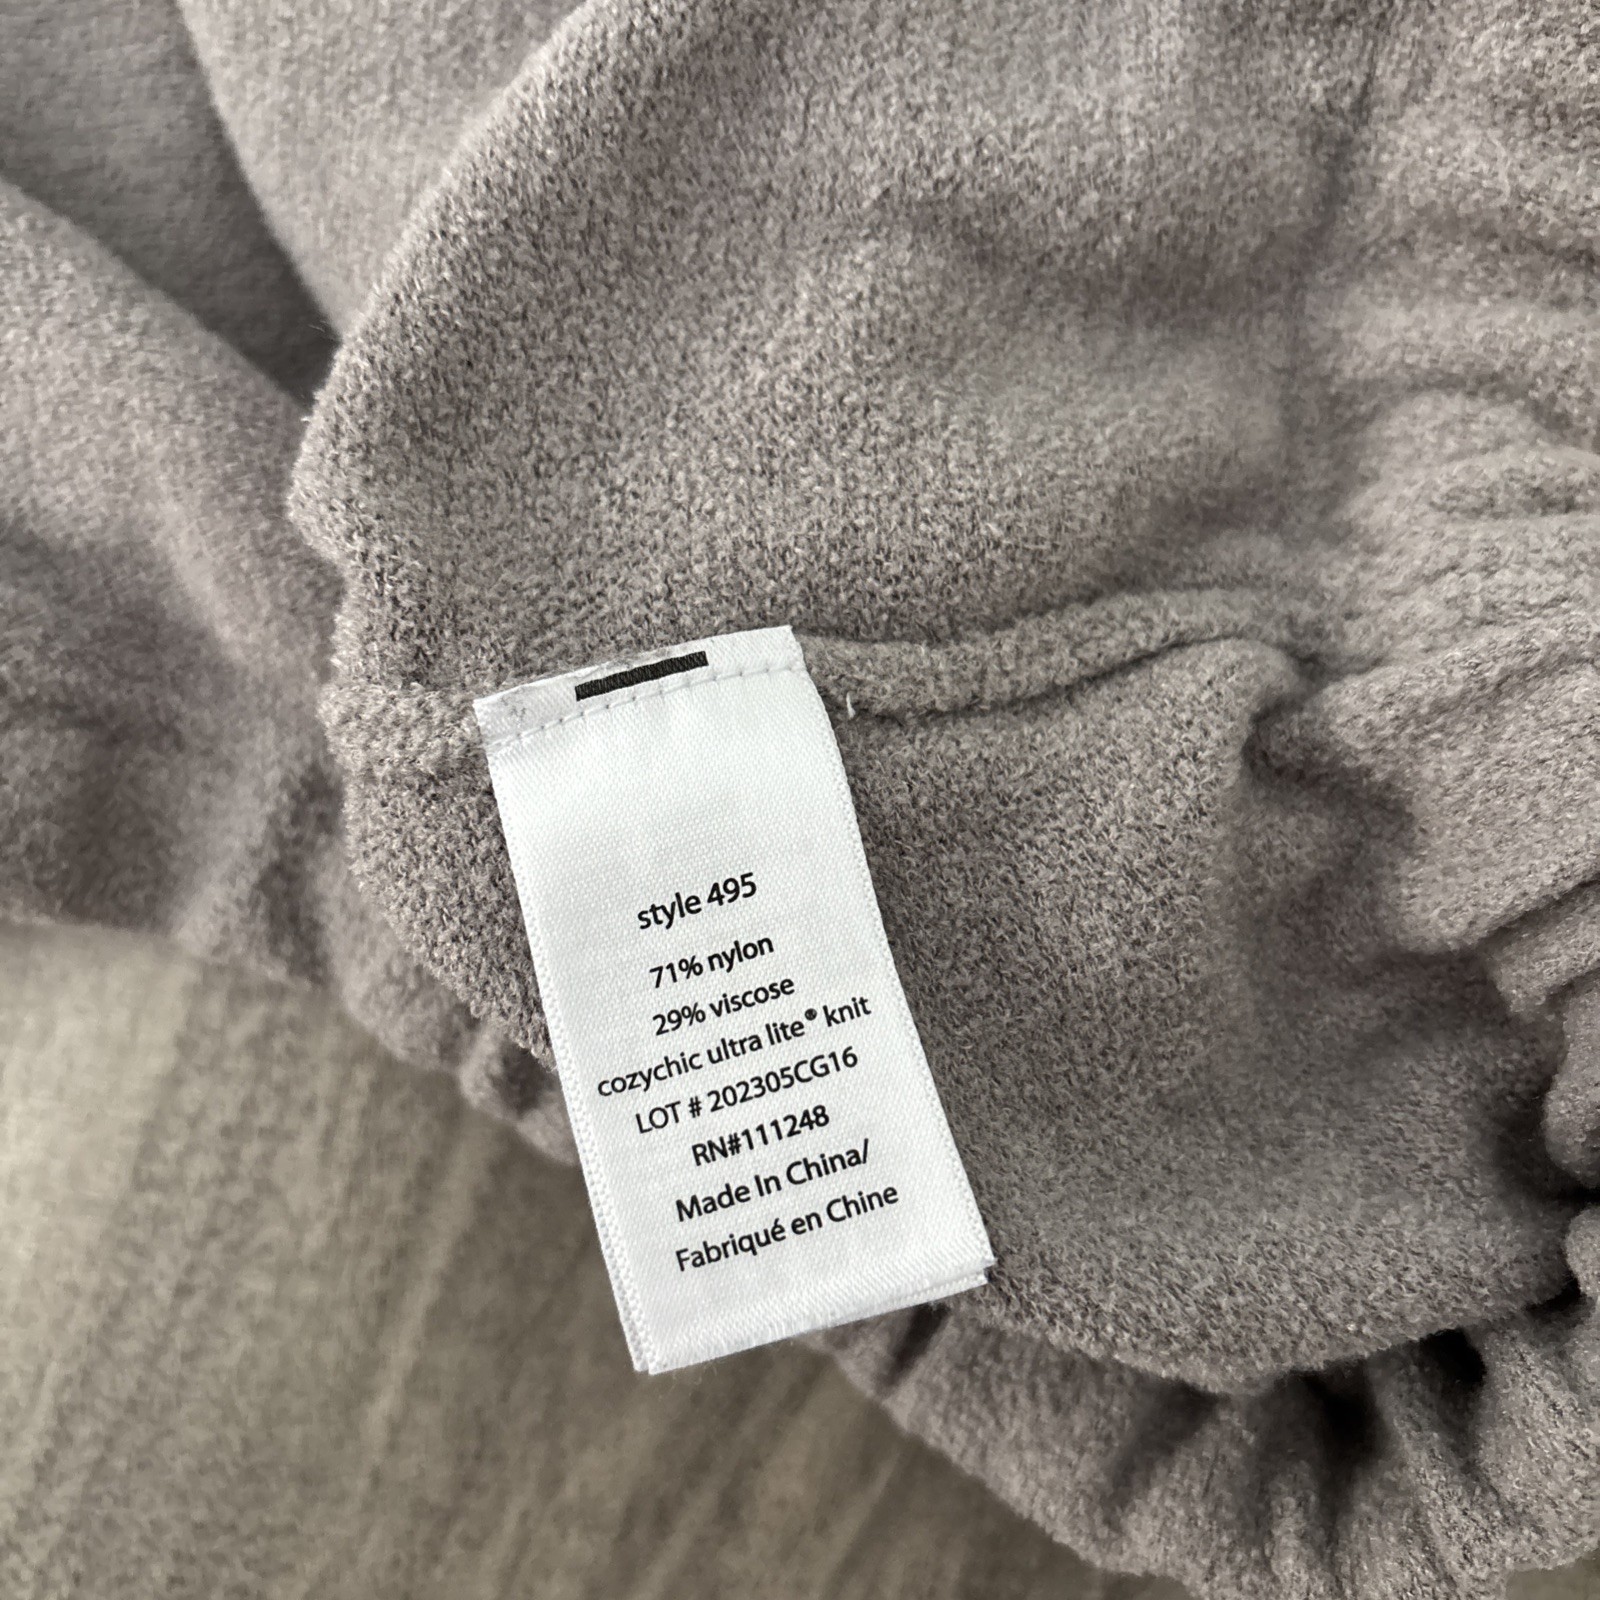 style 495
71% nylon
29% viscose
cozychic ultra lite® knit
LOT # 202305CG16
RN#111248
Made In China/
Fabriqué en Chine